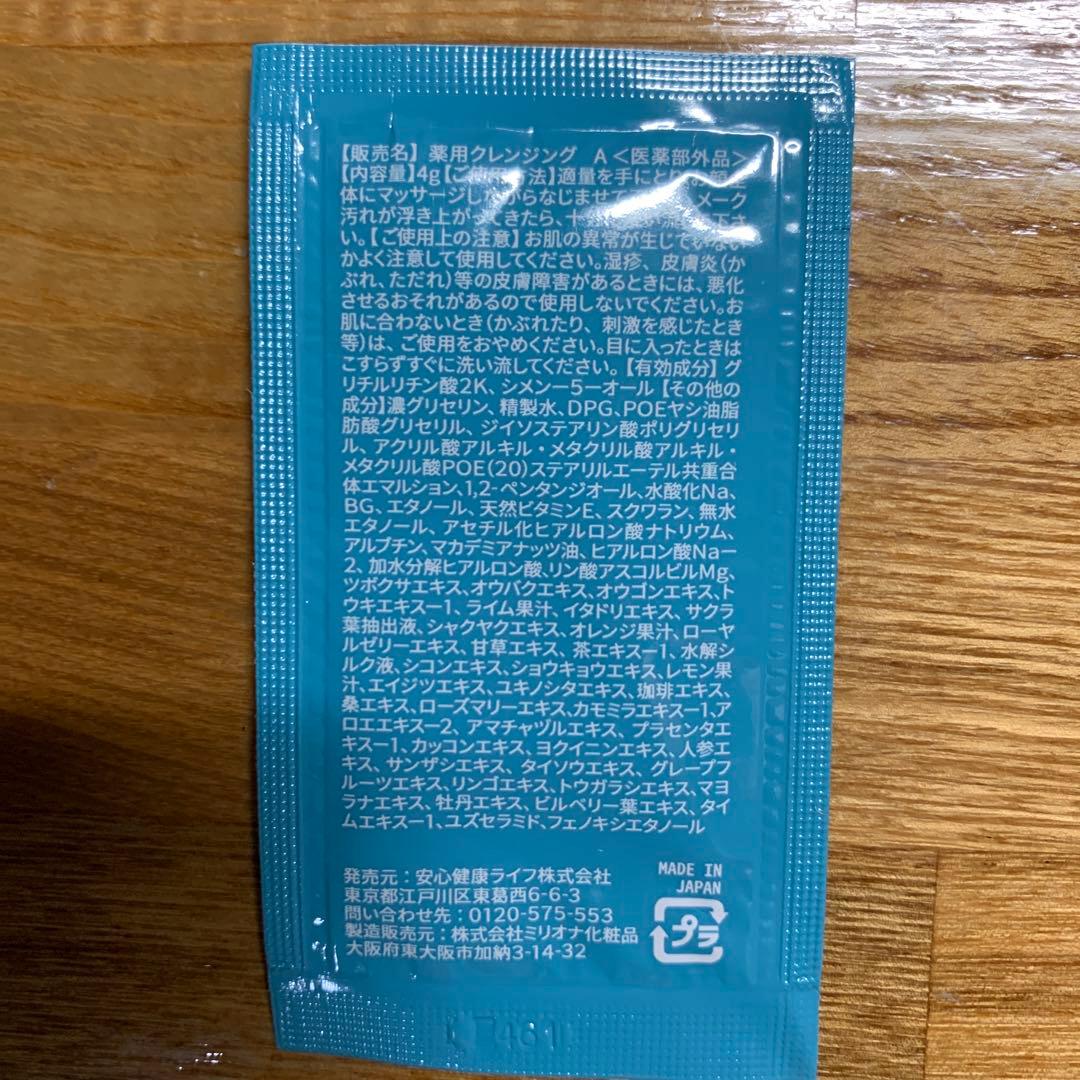 【販売名】 薬用クレンジング A<医薬部外品>
【内容量】4g【ご使用方法】適量を手にとり、お顔全
体にマッサージしながらなじませ メーク
汚れが浮き上がってきたら、十 下さ
い。【ご使用上の注意】お肌の異常が生じていない
かよく注意して使用してください。湿疹、皮膚炎(か
ぶれ、ただれ)等の皮膚障害があるときには、悪化
させるおそれがあるので使用しないでください。お
肌に合わないとき(かぶれたり、刺激を感じたとき
等)は、ご使用をおやめください。目に入ったときは
こすらずすぐに洗い流してください。【有効成分】グ
リチルリチン酸2K、シメン-5-オール【その他の
成分】濃グリセリン、精製水、DPG、POEヤシ油脂
肪酸グリセリル、ジイソステアリン酸ポリグリセリ
ル、アクリル酸アルキル・メタクリル酸アルキル・
メタクリル酸POE(20)ステアリルエーテル共重合
体エマルション、1,2-ペンタンジオール、水酸化Na、
BG、エタノール、天然ビタミンE、スクワラン、無水
エタノール、アセチル化ヒアルロン酸ナトリウム、
アルブチン、マカデミアナッツ油、ヒアルロン酸Na-
2、加水分解ヒアルロン酸、リン酸アスコルビルMg、
ツボクサエキス、オウバクエキス、オウゴンエキス、ト
ウキエキス-1、ライム果汁、イタドリエキス、サクラ
葉抽出液、シャクヤクエキス、オレンジ果汁、ローヤ
ルゼリーエキス、甘草エキス、茶エキス-1、水解シ
ルク液、シコンエキス、ショウキョウエキス、レモン果
汁、エイジツエキス、ユキノシタエキス、珈琲エキス、
桑エキス、ローズマリーエキス、カモミラエキス-1、ア
ロエエキス-2、アマチャヅルエキス、プラセンタエ
キス-1、カッコンエキス、ヨクイニンエキス、人参エ
キス、サンザシエキス、タイソウエキス、グレープフ
ルーツエキス、リンゴエキス、トウガラシエキス、マヨ
ラナエキス、牡丹エキス、ビルベリー葉エキス、タイ
ムエキス-1、ユズセラミド、フェノキシエタノール
発売元：安心健康ライフ株式会社
東京都江戸川区東葛西6-6-3
問い合わせ先：0120-575-553
製造販売元：株式会社ミリオナ化粧品
大阪府東大阪市加納3-14-32
MADE IN
JAPAN
プラ